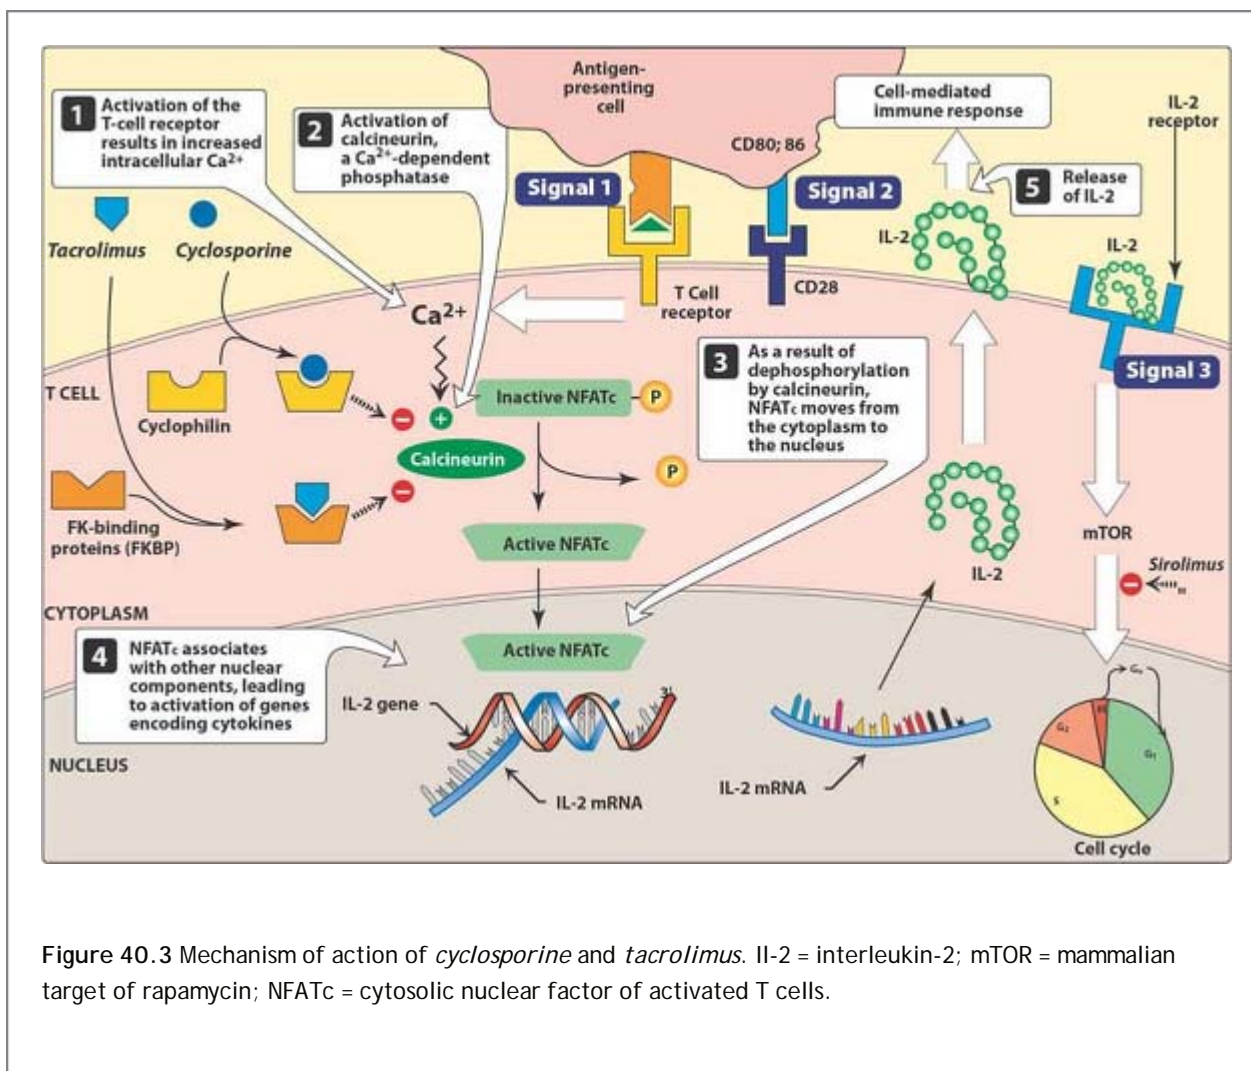 1 Activation of the
T-cell receptor
results in increased
intracellular Ca2+
2 Activation of
calcineurin,
a Ca2+-dependent
phosphatase
Antigen-
presenting
cell
CD80; 86
Cell-mediated
immune response
IL-2
receptor
Signal 1
Signal 2
5 Release
of IL-2
Tacrolimus
Cyclosporine
IL-2
IL-2
T Cell
receptor
CD28
Ca2+
Signal 3
3 As a result of
dephosphorylation
by calcineurin,
NFATc moves from
the cytoplasm to
the nucleus
T CELL
Cyclophilin
Inactive NFATc
P
+
Calcineurin
P
FK-binding
proteins (FKBP)
Active NFATc
IL-2
mTOR
Sirolimus
CYTOPLASM
4 NFATc associates
with other nuclear
components, leading
to activation of genes
encoding cytokines
Active NFATc
IL-2 gene
3'
NUCLEUS
IL-2 mRNA
IL-2 mRNA
G2
G1
S
Cell cycle
Figure 40.3 Mechanism of action of cyclosporine and tacrolimus. Il-2 = interleukin-2; mTOR = mammalian
target of rapamycin; NFATc = cytosolic nuclear factor of activated T cells.